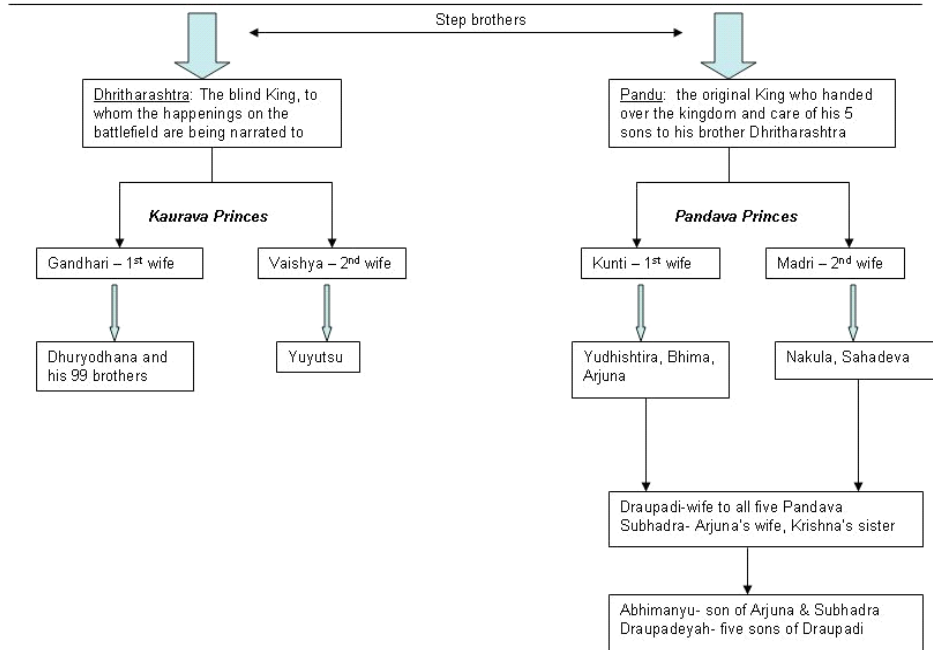 Step brothers
Dhritharashtra: The blind King, to
whom the happenings on the
battlefield are being narrated to
Pandu: the original King who handed
over the kingdom and care of his 5
sons to his brother Dhritharashtra
Kaurava Princes
Pandava Princes
Gandhari – 1st wife
Vaishya – 2nd wife
Kunti – 1st wife
Madri – 2nd wife
Dhuryodhana and
his 99 brothers
Yuyutsu
Yudhishtira, Bhima,
Arjuna
Nakula, Sahadeva
Draupadi-wife to all five Pandava
Subhadra- Arjuna's wife, Krishna's sister
Abhimanyu- son of Arjuna & Subhadra
Draupadeyah- five sons of Draupadi